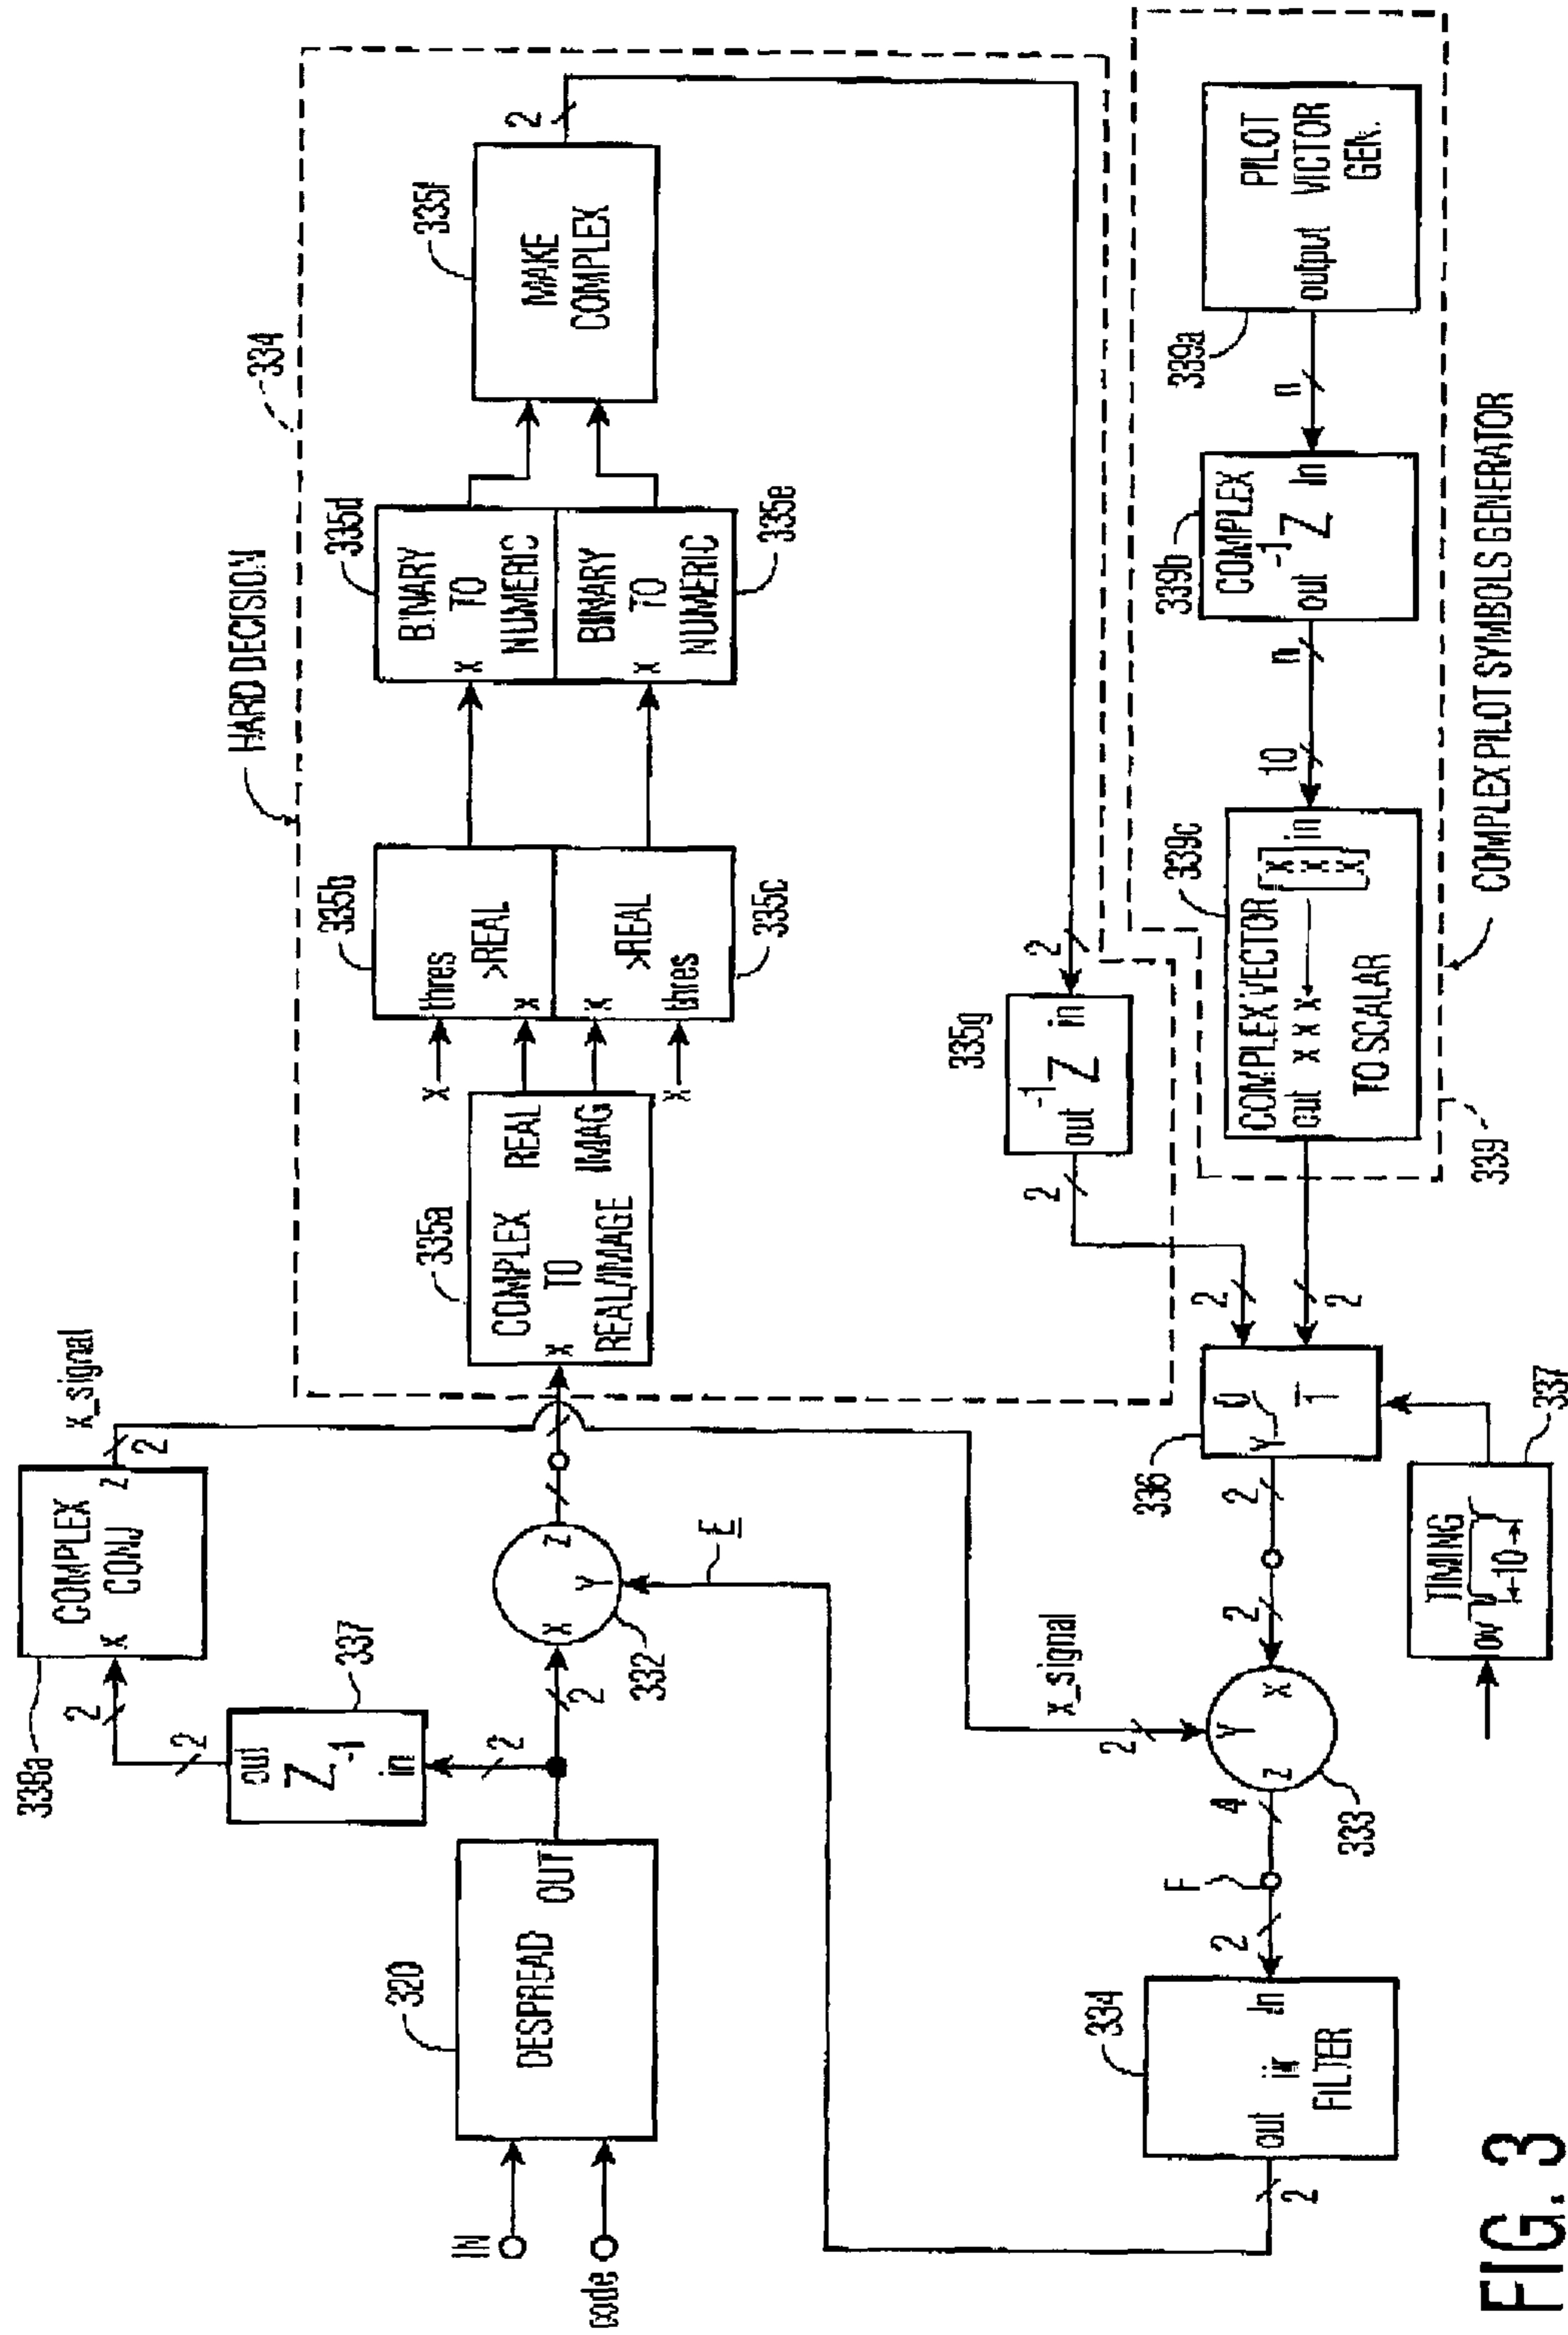 338a
COMPLEX
CONJ
x
z
x_signal
2
2
2
337
out
Z-1
in
2
320
DESPREAD
OUT
IN
code
2
x
y
z
332
E
HARD DECISION
334
335a
COMPLEX
TO
REAL/IMAGE
x
REAL
IMAG
x
x
335b
thres
>REAL
x
x
>REAL
thres
335c
335d
BINARY
TO
NUMERIC
x
BINARY
TO
NUMERIC
x
335e
335f
MAKE
COMPLEX
2
2
335g
out Z-1 in
2
2
2
336
Y
0
1
2
2
TIMING
ov
10
337
x_signal
2
Y
X
Z
333
4
F
2
334
out
iir
In
FILTER
2
339
339c
COMPLEX VECTOR
out x x x
x
x
x
in
TO SCALAR
10
n
339b
COMPLEX
out Z-1 In
n
339a
PILOT
VICTOR
GEN.
output
COMPLEX PILOT SYMBOLS GENERATOR
FIG. 3